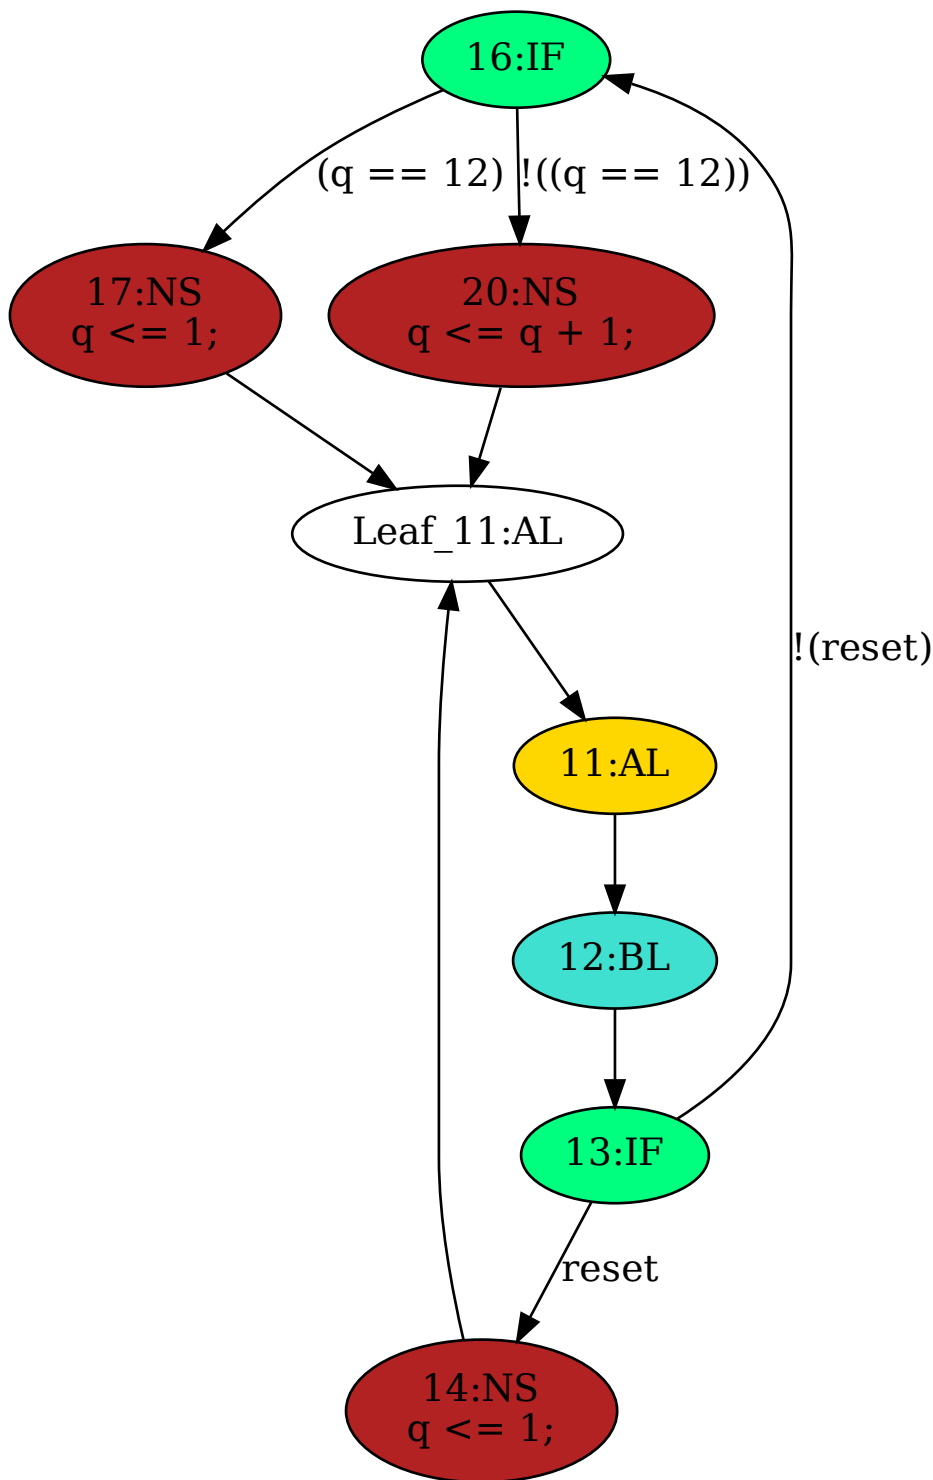 16:IF
(q == 12)
!((q == 12))
17:NS
q <= 1;
20:NS
q <= q + 1;
Leaf_11:AL
!(reset)
11:AL
12:BL
13:IF
reset
14:NS
q <= 1;